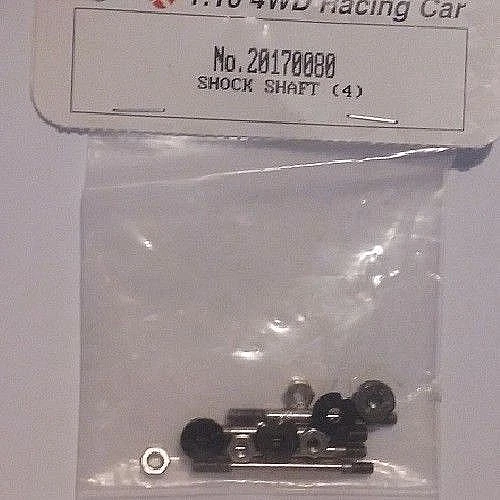 1:10 4WD Racing Car
No.20170080
SHOCK SHAFT (4)